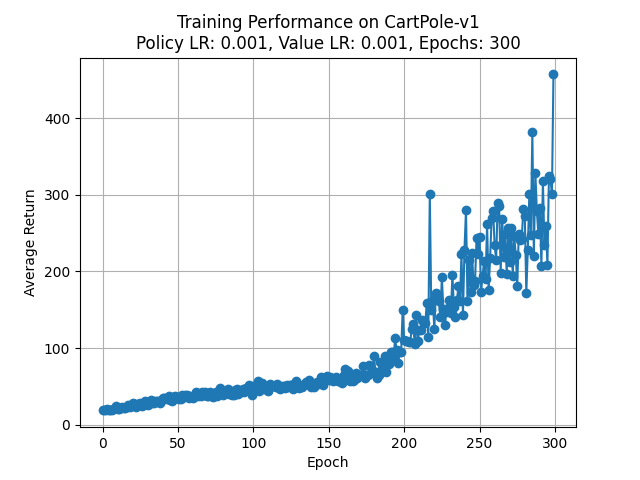 Training Performance on CartPole-v1
Policy LR: 0.001, Value LR: 0.001, Epochs: 300
400
300
200
100
0
Average Return
0 50 100 150 200 250 300
Epoch